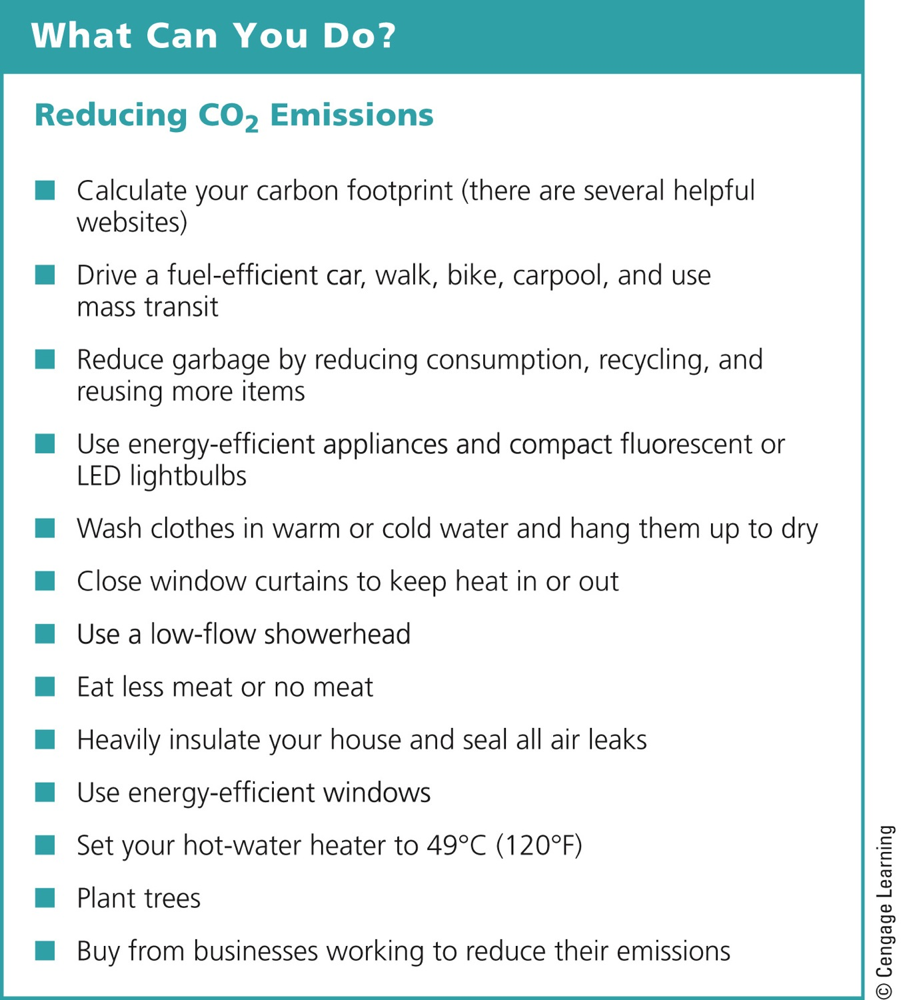 What Can You Do?
Reducing CO₂ Emissions
■ Calculate your carbon footprint (there are several helpful
websites)
■ Drive a fuel-efficient car, walk, bike, carpool, and use
mass transit
■ Reduce garbage by reducing consumption, recycling, and
reusing more items
■ Use energy-efficient appliances and compact fluorescent or
LED lightbulbs
■ Wash clothes in warm or cold water and hang them up to dry
■ Close window curtains to keep heat in or out
■ Use a low-flow showerhead
■ Eat less meat or no meat
■ Heavily insulate your house and seal all air leaks
■ Use energy-efficient windows
■ Set your hot-water heater to 49°C (120°F)
■ Plant trees
■ Buy from businesses working to reduce their emissions
© Cengage Learning